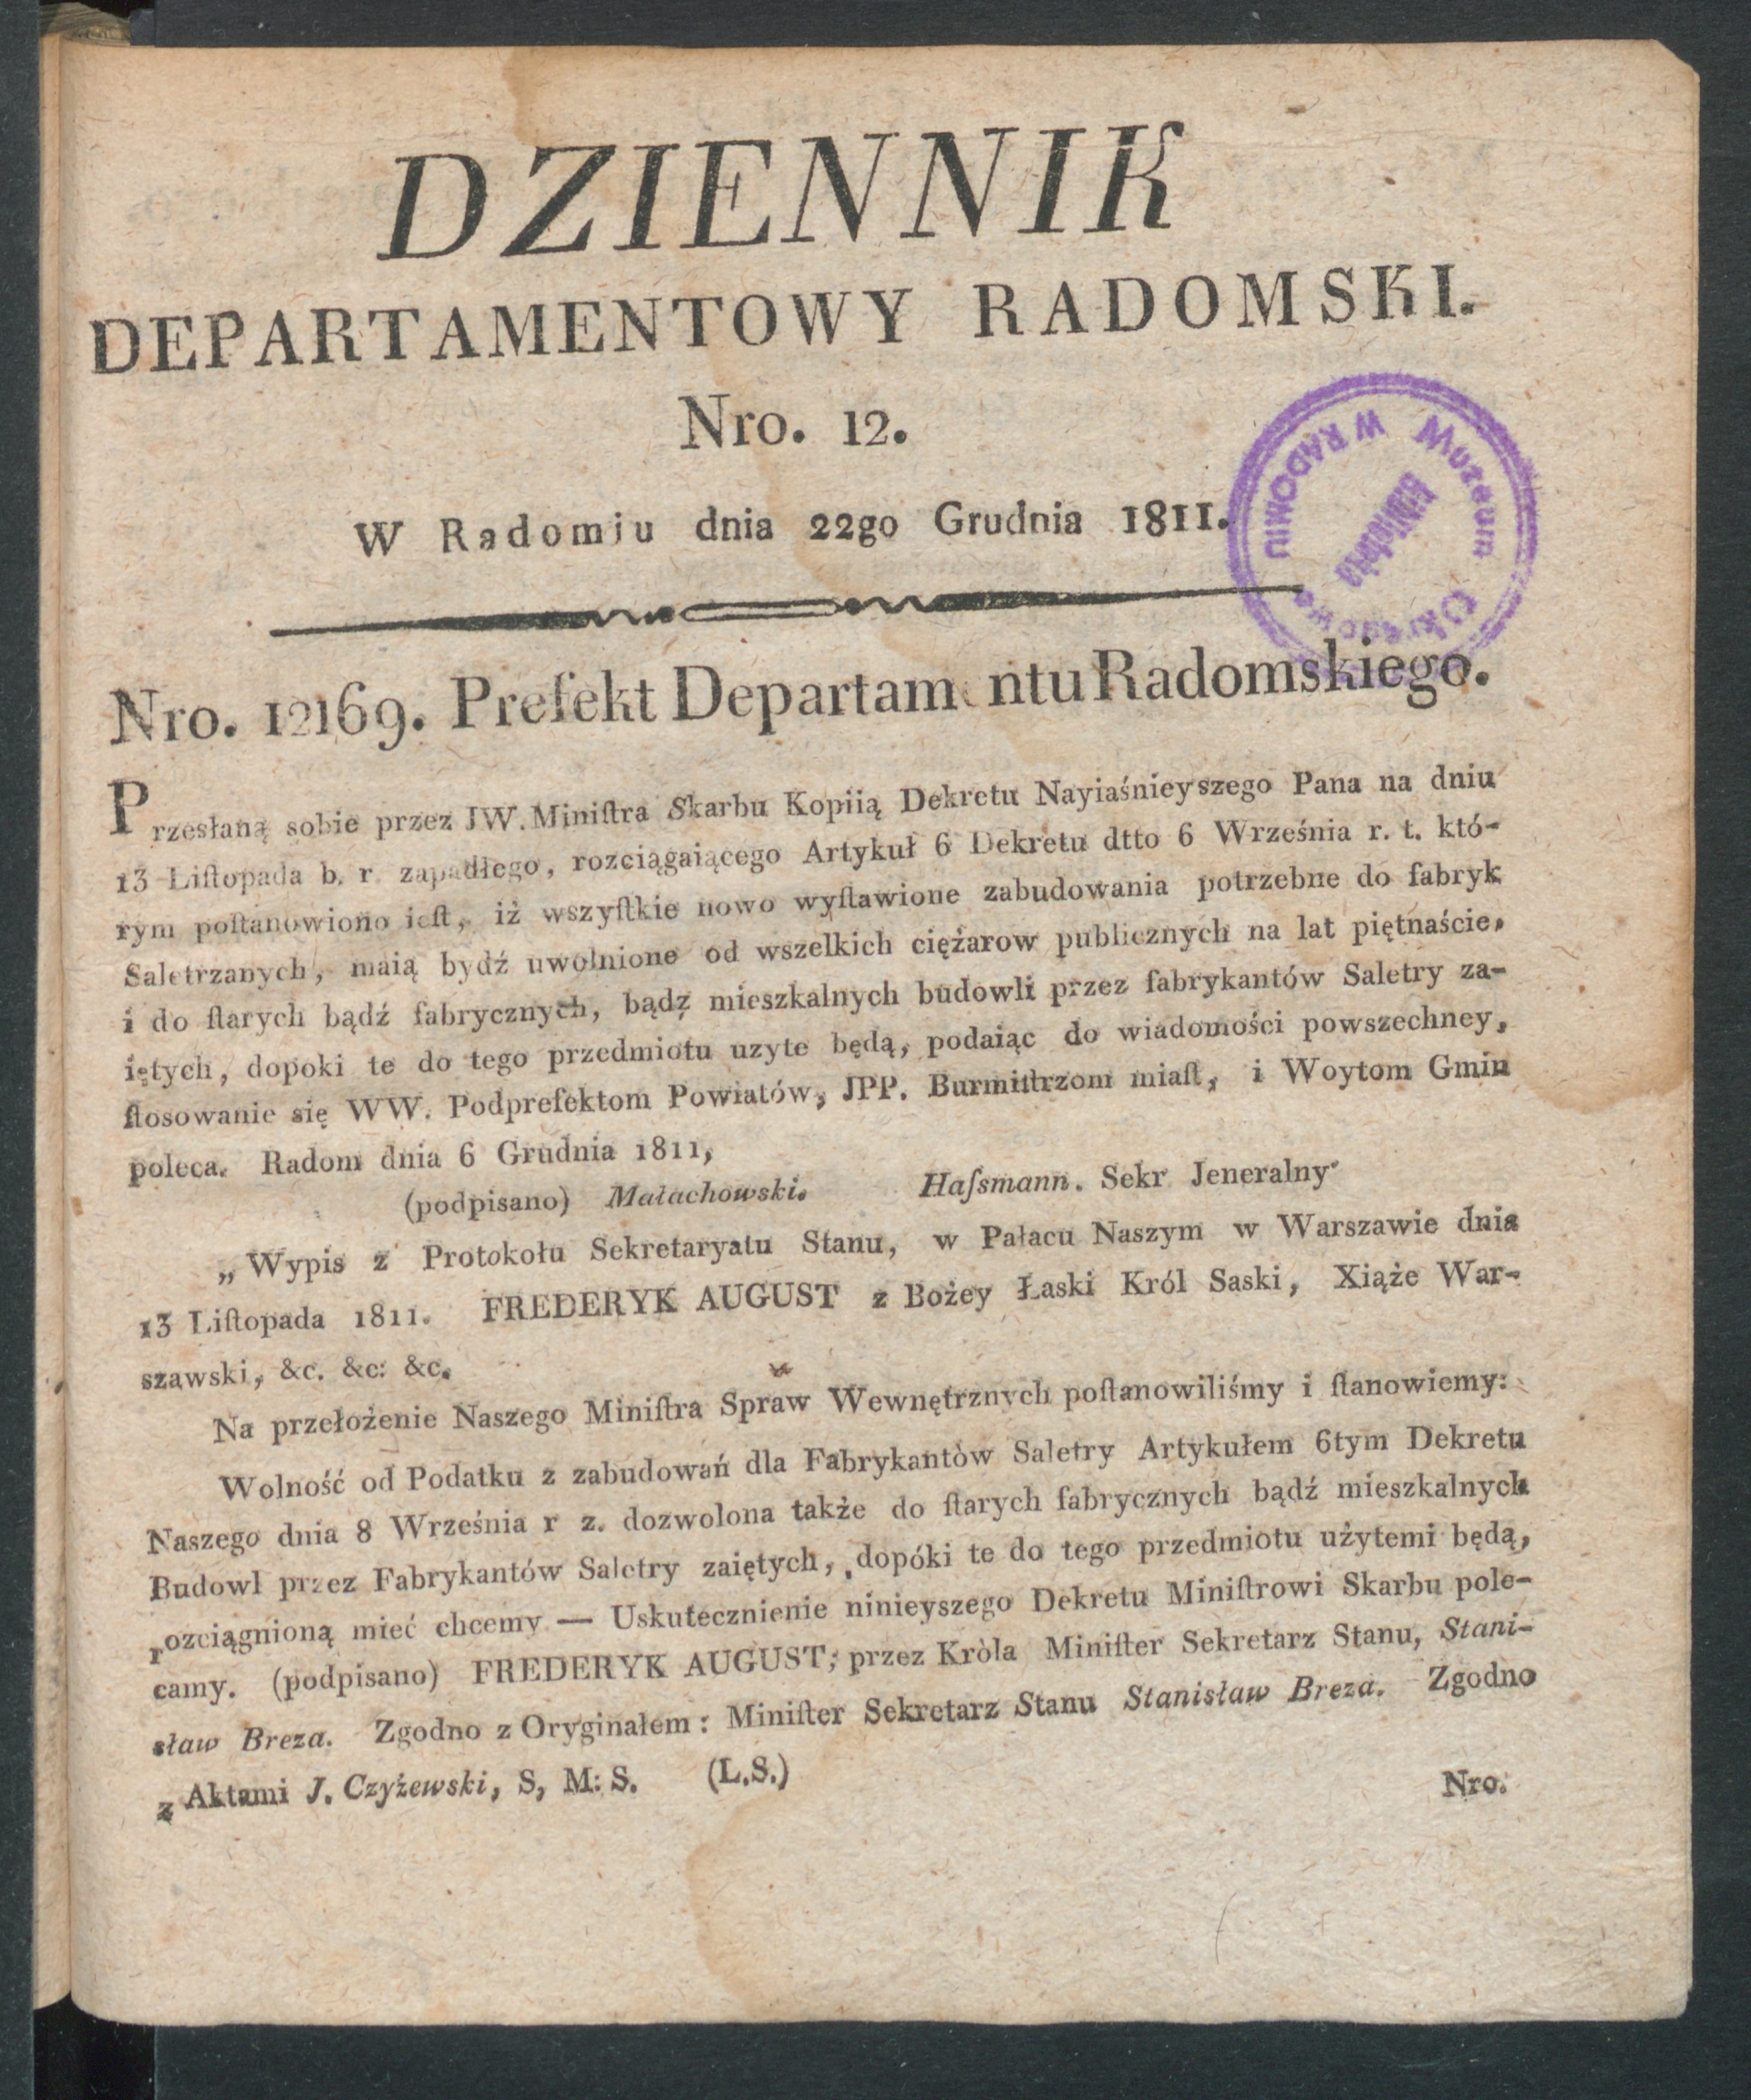 DZIENNIK
DEPARTAMENTOWY RADOMSKI.
Nro. 12.
W Radomiu dnia 22go Grudnia 1811.
Muzeum Okręgowe W RADOMIU
Biblioteka
Nro. 12169. Prefekt Departam ntu Radomskiego.
Przesłaną sobie przez JW. Miniſtra Skarbu Kopiią Dekretu Nayiaśnieyszego Pana na dniu
13 Liſtopada b. r. zapadłego, rozciągaiącego Artykuł 6 Dekretu dtto 6 Września r. t. któ-
rym poſtanowiono ieſt, iż wszyſtkie nowo wyſtawione zabudowania potrzebne do fabryk
Saletrzanych, maią bydź uwolnione od wszelkich ciężarow publicznych na lat piętnaście,
i do ſtarych bądź fabrycznych, bądź mieszkalnych budowli przez fabrykantów Saletry za-
iętych, dopoki te do tego przedmiotu uzyte będą, podaiąc do wiadomości powszechney,
ſtosowanie się WW. Podprefektom Powiatów, JPP. Burmiſtrzom miaſt, i Woytom Gmin
poleca. Radom dnia 6 Grudnia 1811,
(podpisano) Małachowski. Haſsmann. Sekr Jeneralny
„Wypis z Protokołu Sekretaryatu Stanu, w Pałacu Naszym w Warszawie dnia
13 Liſtopada 1811. FREDERYK AUGUST z Bożey Łaski Król Saski, Xiąże War-
szawski, &c. &c: &c.
Na przełożenie Naszego Miniſtra Spraw Wewnętrznych poſtanowiliśmy i ſtanowiemy:
Wolność od Podatku z zabudowań dla Fabrykantòw Saletry Artykułem 6tym Dekretu
Naszego dnia 8 Września r z. dozwolona także do ſtarych fabrycznych bądź mieszkalnych
Budowl przez Fabrykantów Saletry zaiętych, dopóki te do tego przedmiotu użytemi będą,
rozciągnioną mieć chcemy — Uskutecznienie ninieyszego Dekretu Miniſtrowi Skarbu pole-
camy. (podpisano) FREDERYK AUGUST; przez Kròla Miniſter Sekretarz Stanu, Stani-
sław Breza. Zgodno z Oryginałem: Miniſter Sekretarz Stanu Stanisław Breza. Zgodno
z Aktami J. Czyżewski, S, M: S. (L.S.)
Nro.